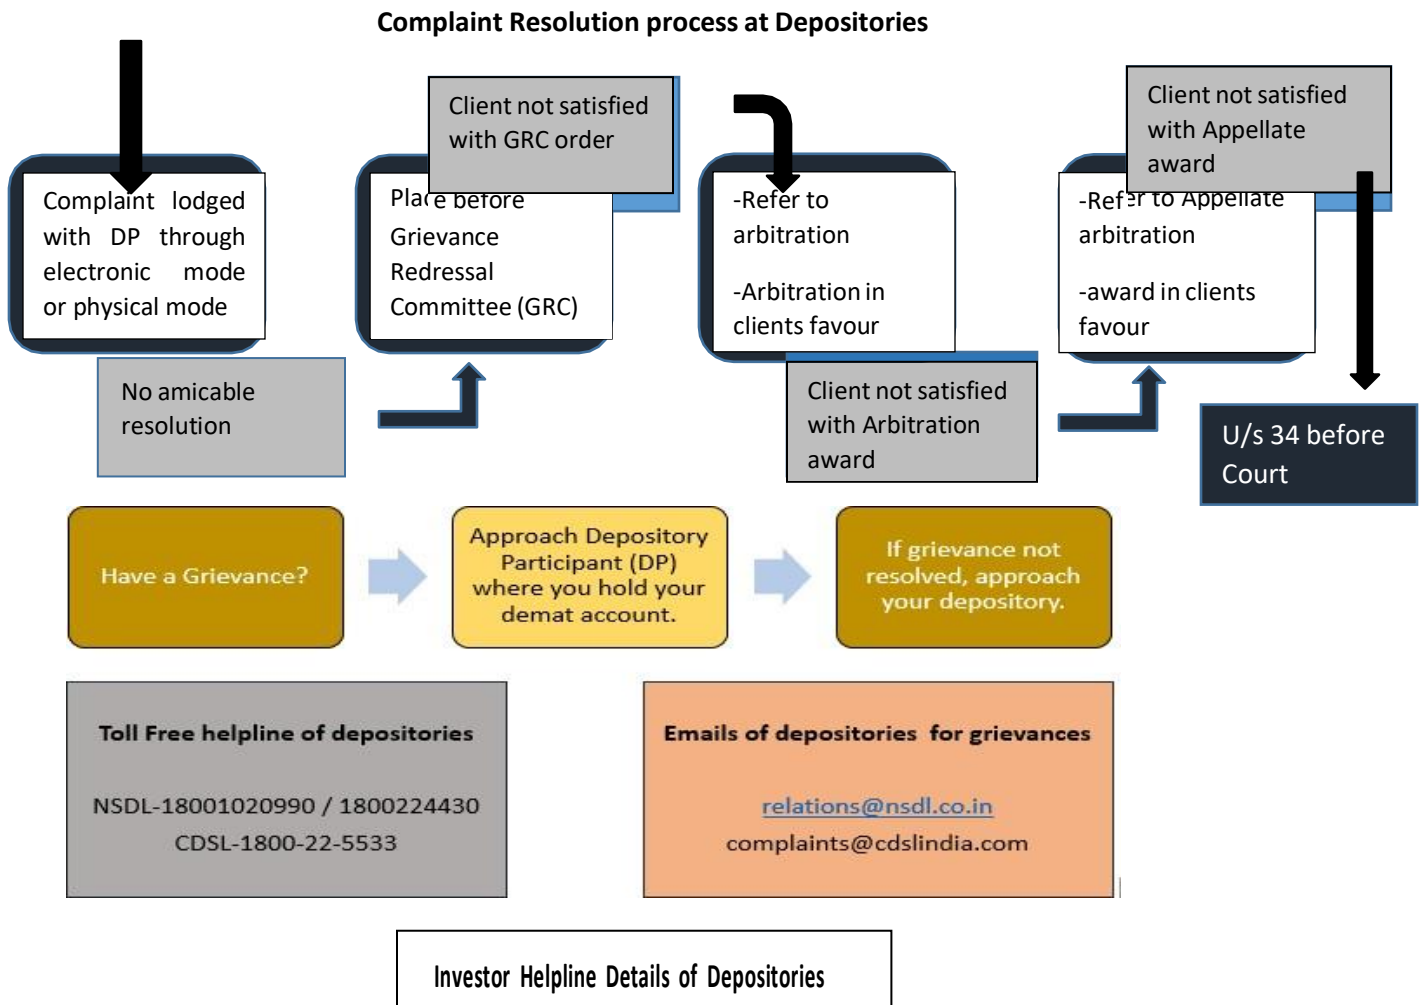 Complaint Resolution process at Depositories
Complaint lodged
with DP through
electronic mode
or physical mode
No amicable
resolution
Place before
Grievance
Redressal
Committee (GRC)
Client not satisfied
with GRC order
-Refer to
arbitration
-Arbitration in
clients favour
Client not satisfied
with Arbitration
award
-Refer to Appellate
arbitration
-award in clients
favour
Client not satisfied
with Appellate
award
U/s 34 before
Court
Have a Grievance?
Approach Depository
Participant (DP)
where you hold your
demat account.
If grievance not
resolved, approach
your depository.
Toll Free helpline of depositories
NSDL-18001020990 / 1800224430
CDSL-1800-22-5533
Emails of depositories for grievances
relations@nsdl.co.in
complaints@cdslindia.com
Investor Helpline Details of Depositories